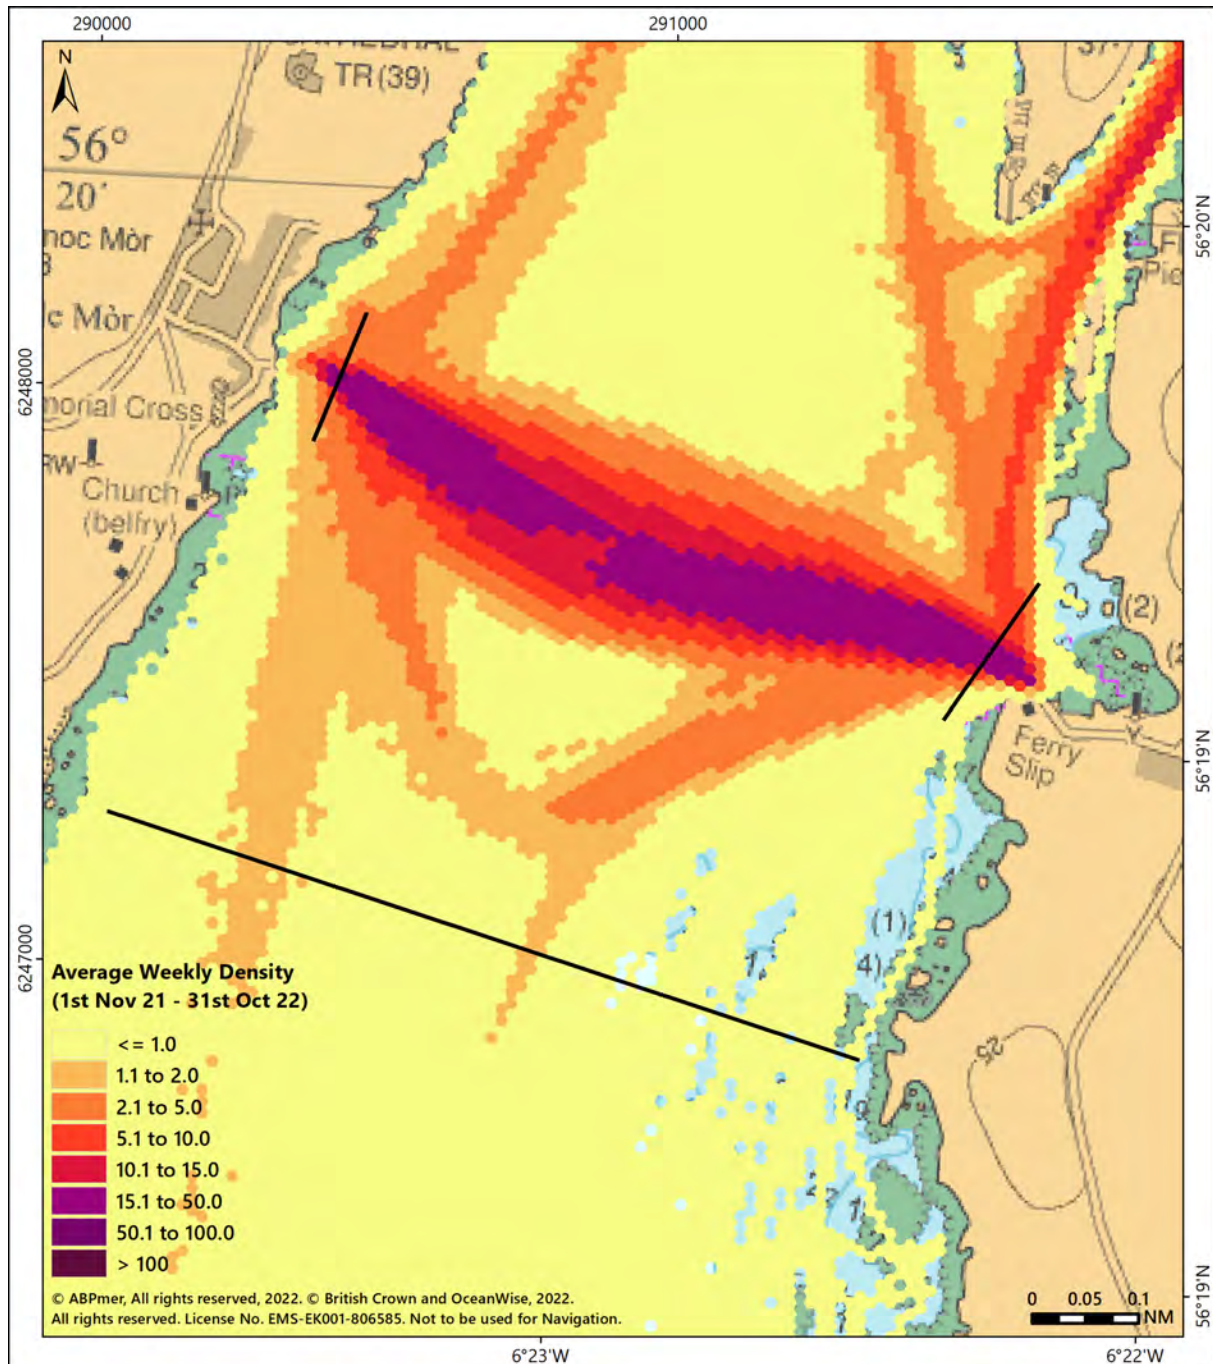 290000
291000
N
TR (39)
56°
20'
noc Mòr
Mòr
morial Cross
RW
Church
(belfry)
37
(2)
Ferry
Slip
(1)
4)
1
1
25
6248000
6247000
56°20'N
56°19'N
56°19'N
Average Weekly Density
(1st Nov 21 - 31st Oct 22)
<= 1.0
1.1 to 2.0
2.1 to 5.0
5.1 to 10.0
10.1 to 15.0
15.1 to 50.0
50.1 to 100.0
> 100
© ABPmer, All rights reserved, 2022. © British Crown and OceanWise, 2022.
All rights reserved. License No. EMS-EK001-806585. Not to be used for Navigation.
0 0.05 0.1
NM
6°23'W
6°22'W